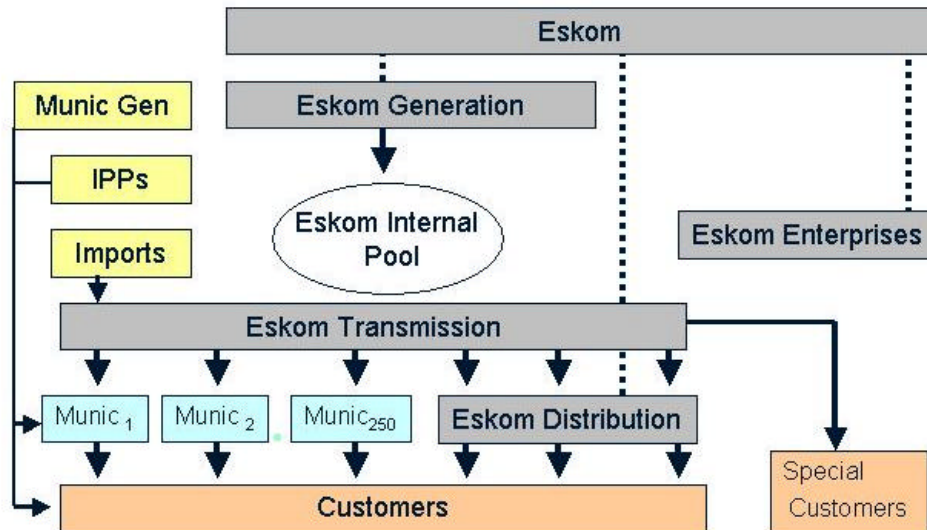 Eskom
Munic Gen
Eskom Generation
IPPs
Eskom Internal
Pool
Eskom Enterprises
Imports
Eskom Transmission
Munic 1
Munic 2
Munic250
Eskom Distribution
Customers
Special
Customers